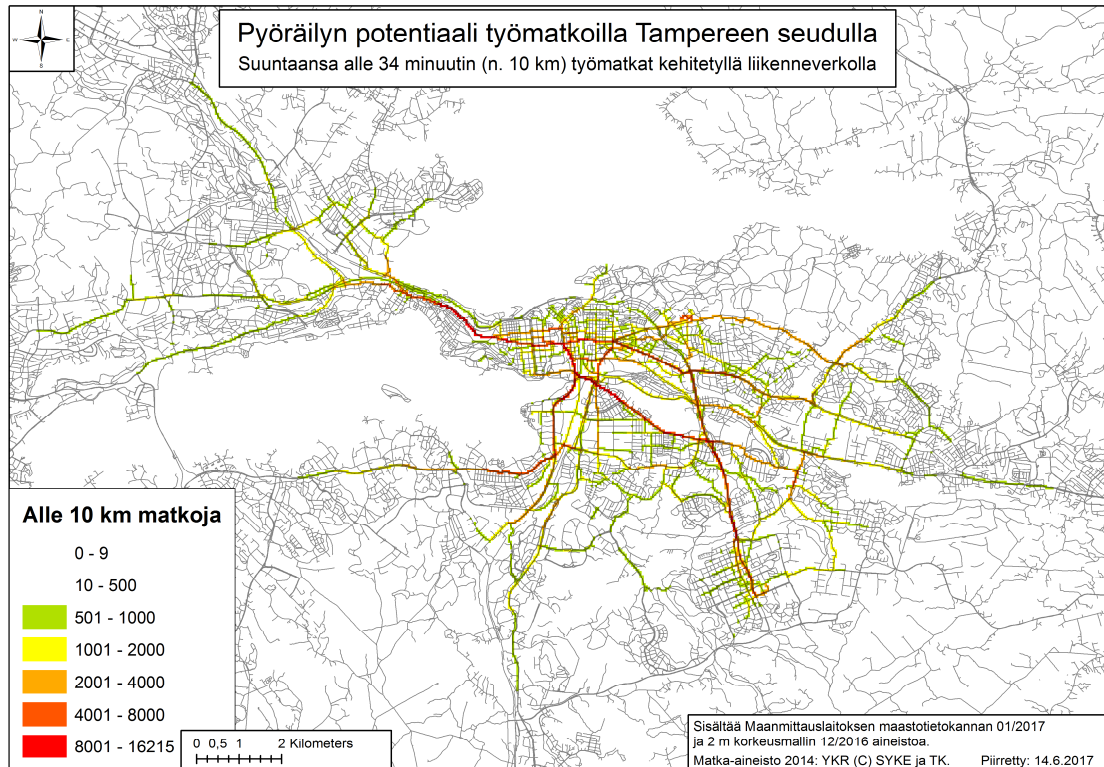 N
W
E
S
Pyöräilyn potentiaali työmatkoilla Tampereen seudulla
Suuntaansa alle 34 minuutin (n. 10 km) työmatkat kehitetyllä liikenneverkolla
Alle 10 km matkoja
0 - 9
10 - 500
501 - 1000
1001 - 2000
2001 - 4000
4001 - 8000
8001 - 16215
0 0,5 1 2 Kilometers
Sisältää Maanmittauslaitoksen maastotietokannan 01/2017
ja 2 m korkeusmallin 12/2016 aineistoa.
Matka-aineisto 2014: YKR (C) SYKE ja TK. Piirretty: 14.6.2017